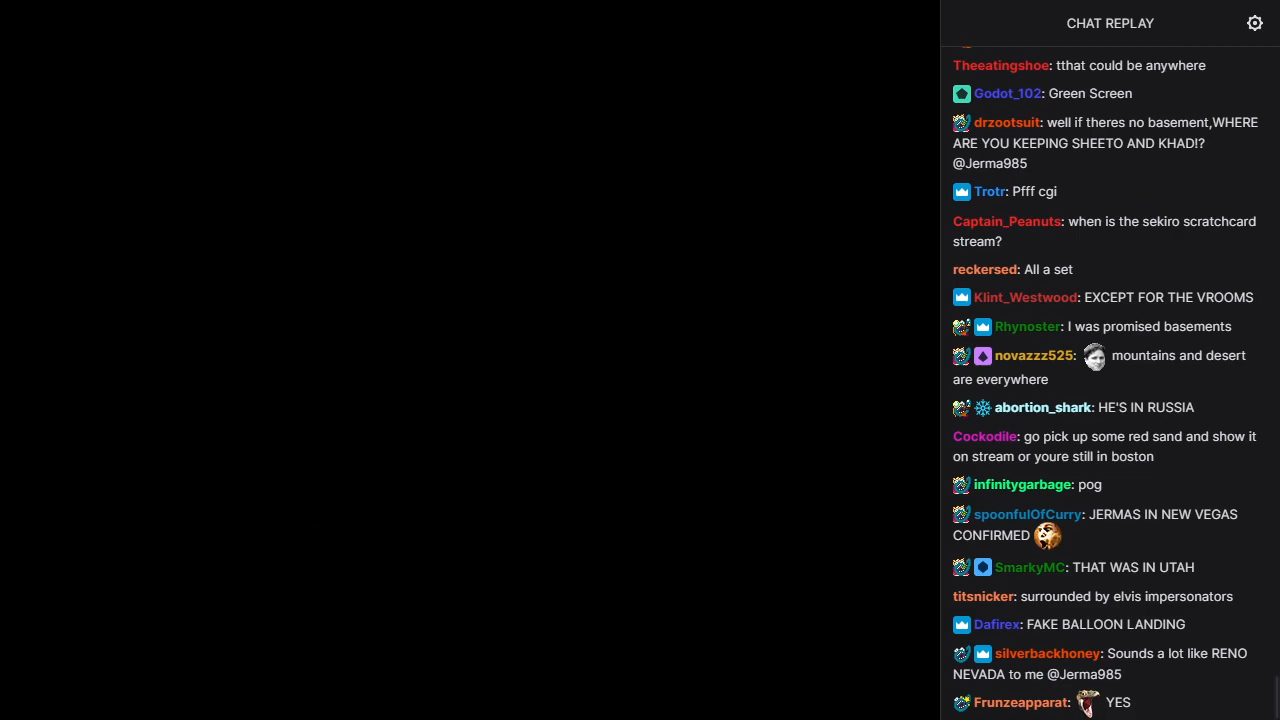 CHAT REPLAY
Theeatingshoe: tthat could be anywhere
Godot_102: Green Screen
drzootsuit: well if theres no basement,WHERE
ARE YOU KEEPING SHEETO AND KHAD!?
@Jerma985
Trotr: Pfff cgi
Captain_Peanuts: when is the sekiro scratchcard
stream?
reckersed: All a set
Klint_Westwood: EXCEPT FOR THE VROOMS
Rhynoster: I was promised basements
novazzz525: mountains and desert
are everywhere
abortion_shark: HE'S IN RUSSIA
Cockodile: go pick up some red sand and show it
on stream or youre still in boston
infinitygarbage: pog
spoonfulOfCurry: JERMAS IN NEW VEGAS
CONFIRMED
SmarkyMC: THAT WAS IN UTAH
titsnicker: surrounded by elvis impersonators
Dafirex: FAKE BALLOON LANDING
silverbackhoney: Sounds a lot like RENO
NEVADA to me @Jerma985
Frunzeapparat: YES